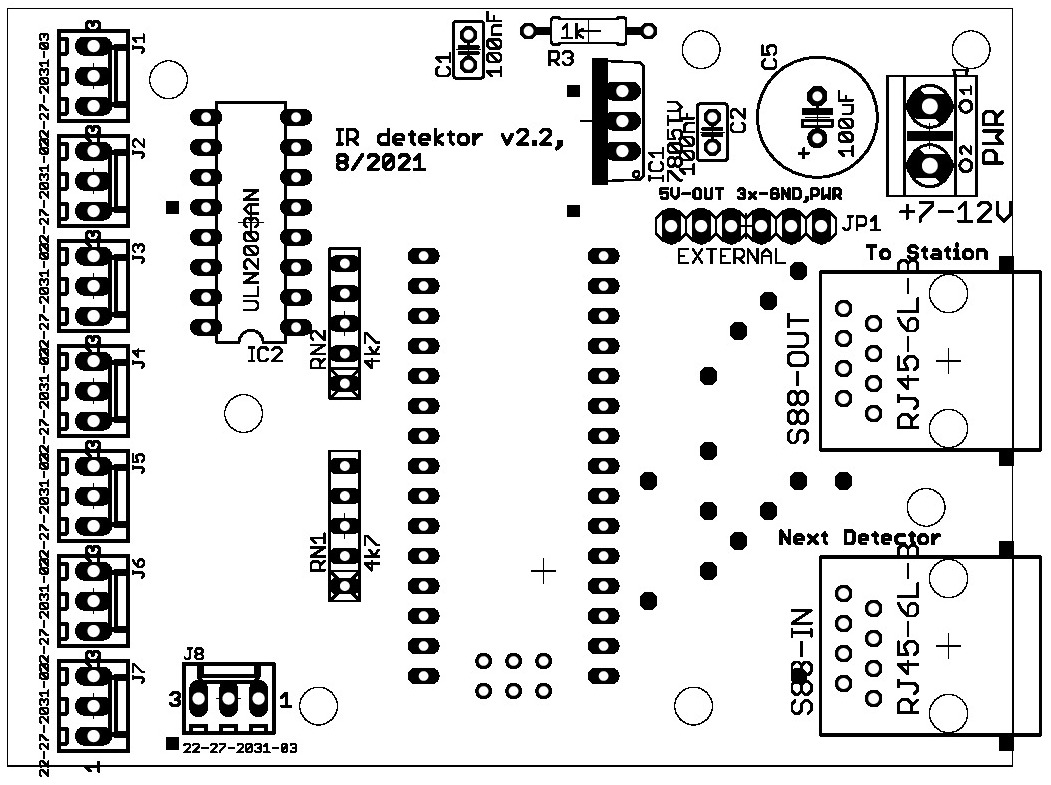 J1
3
22-27-2031-03
J2
22-27-2031-03
J3
22-27-2031-03
J4
22-27-2031-03
J5
3
22-27-2031-03
J6
3
22-27-2031-03
J7
3
22-27-2031-03
1
J8
3
1
22-27-2031-03
ULN2003AN
IC2
IR detektor v2.2,
8/2021
RN2
4k7
RN1
4k7
C1
100nF
1k
R3
IC1
7805TV
100nF
C2
C5
100uF
+
1
2
PWR
+7-12V
5V-OUT 3x-GND,PWR
JP1
EXTERNAL
To Station
S88-OUT
RJ45-6L-B
Next Detector
S88-IN
RJ45-6L-B